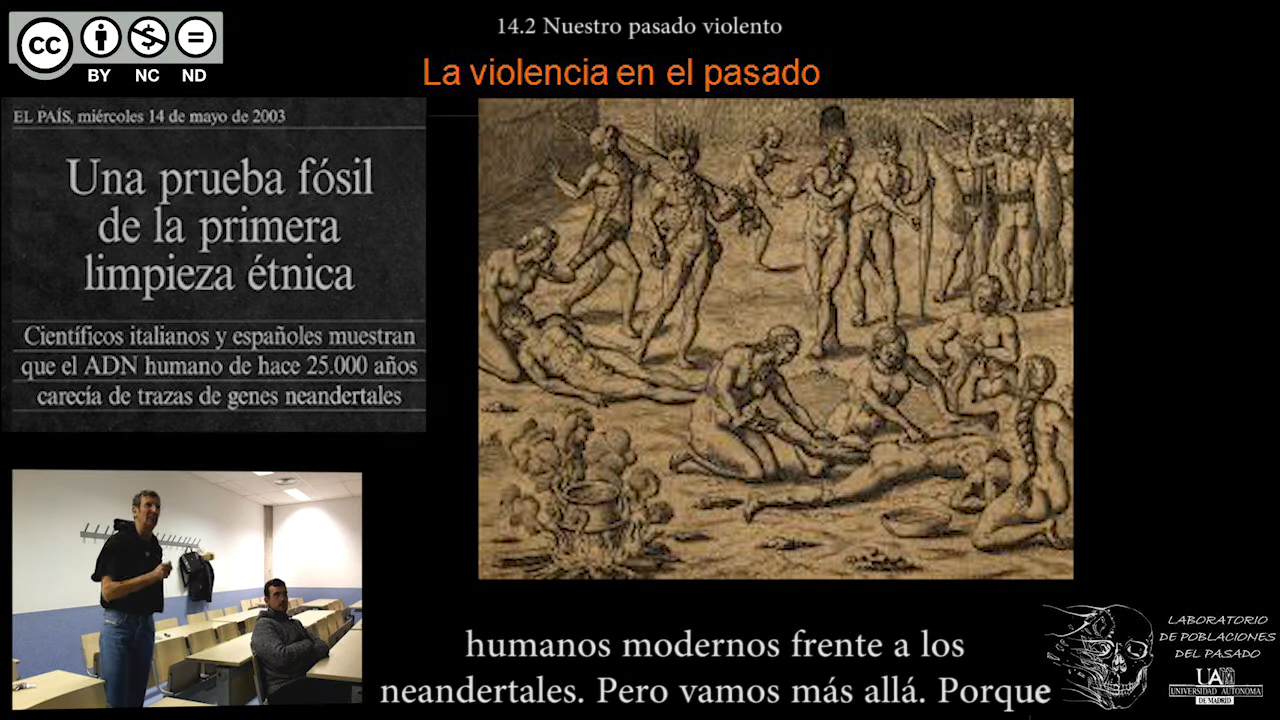 14.2 Nuestro pasado violento
La violencia en el pasado
CC
BY NC ND
EL PAÍS, miércoles 14 de mayo de 2003
Una prueba fósil
de la primera
limpieza étnica
Científicos italianos y españoles muestran
que el ADN humano de hace 25.000 años
carecía de trazas de genes neandertales
humanos modernos frente a los
neandertales. Pero vamos más allá. Porque
LABORATORIO
DE POBLACIONES
DEL PASADO
UAM
UNIVERSIDAD AUTONOMA
DE MADRID